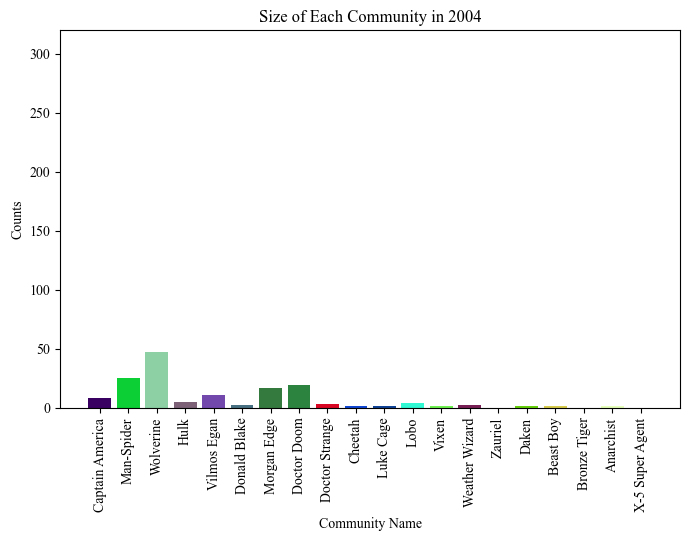 Size of Each Community in 2004
300
250
200
150
100
50
0
Counts
Captain America
Man-Spider
Wolverine
Hulk
Vilmos Egan
Donald Blake
Morgan Edge
Doctor Doom
Doctor Strange
Cheetah
Luke Cage
Lobo
Vixen
Weather Wizard
Zauriel
Daken
Beast Boy
Bronze Tiger
Anarchist
X-5 Super Agent
Community Name